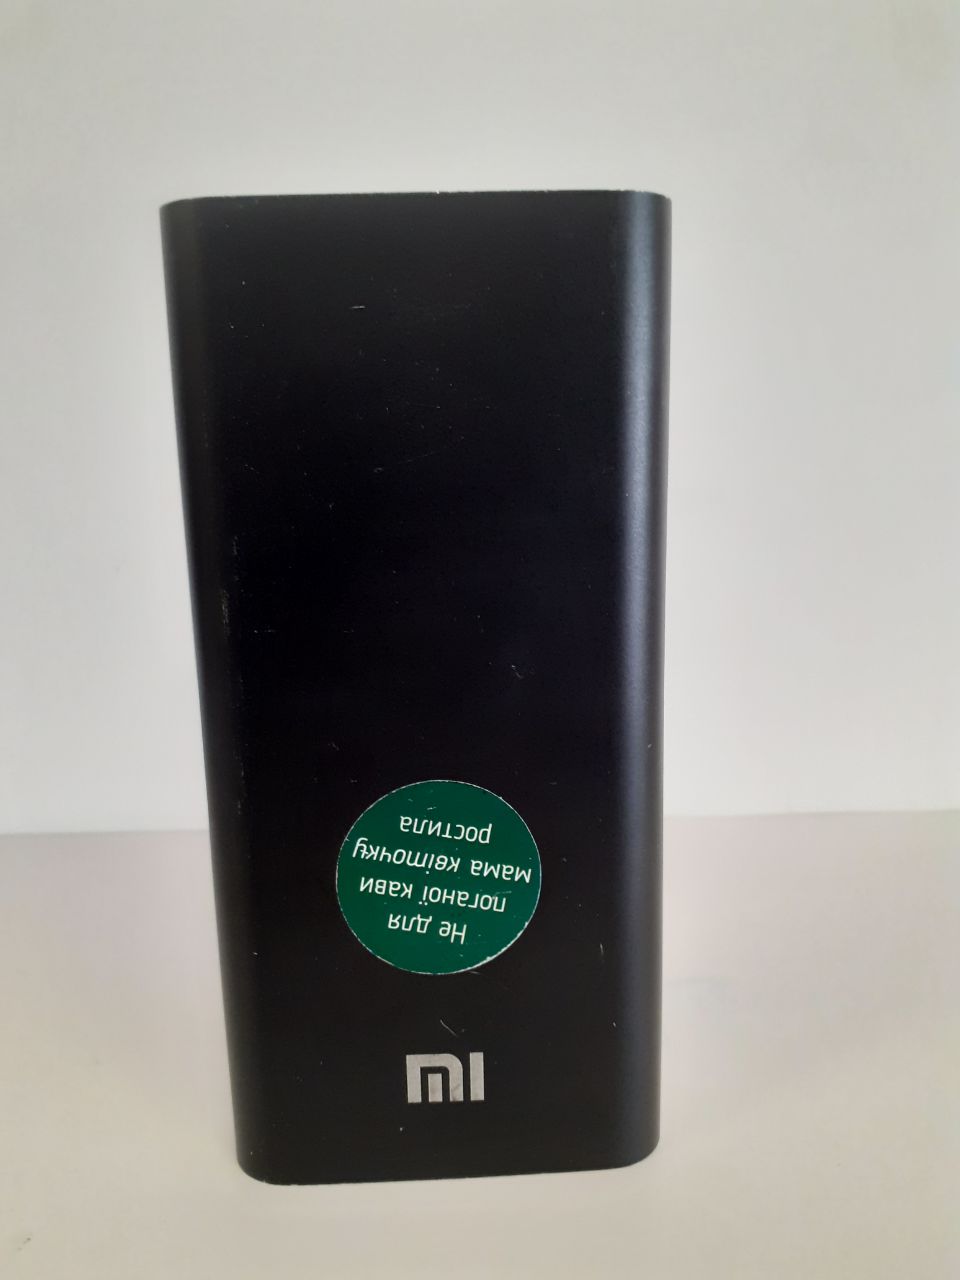 Не для
поганої кави
мама квіточку
ростила
mi